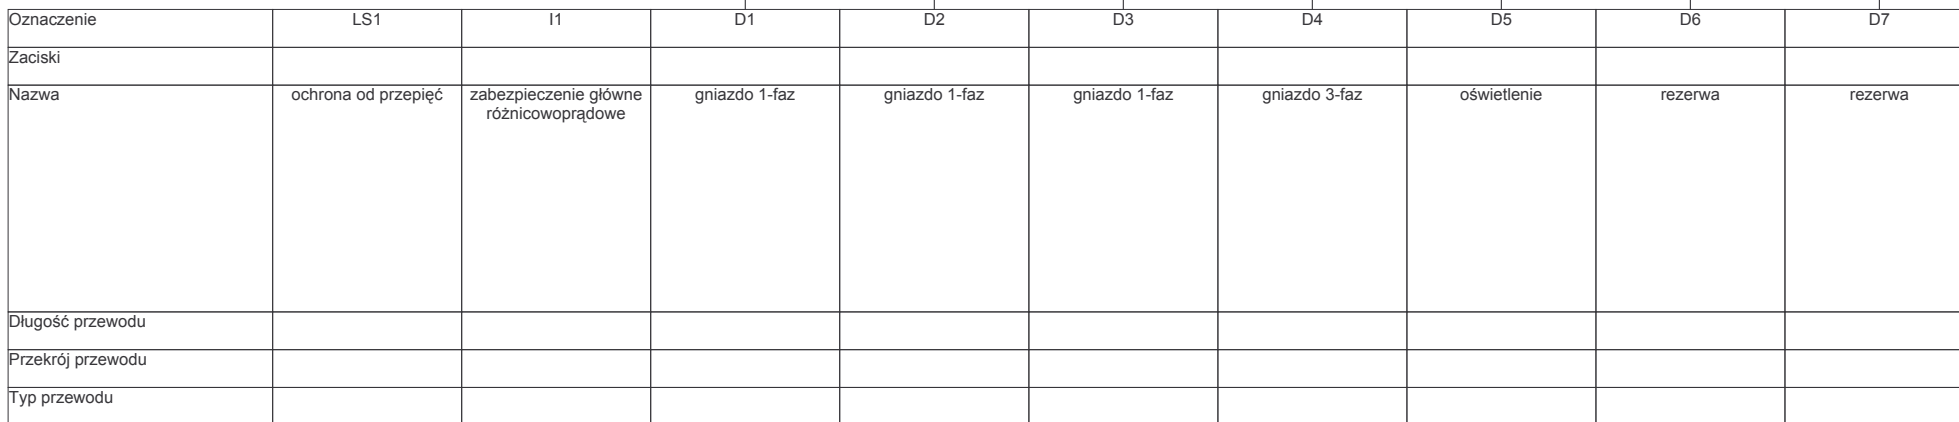 Oznaczenie LS1 I1 D1 D2 D3 D4 D5 D6 D7
Zaciski
Nazwa ochrona od przepięć zabezpieczenie główne gniazdo 1-faz gniazdo 1-faz gniazdo 1-faz gniazdo 3-faz oświetlenie rezerwa rezerwa
różnicowoprądowe
Długość przewodu
Przekrój przewodu
Typ przewodu